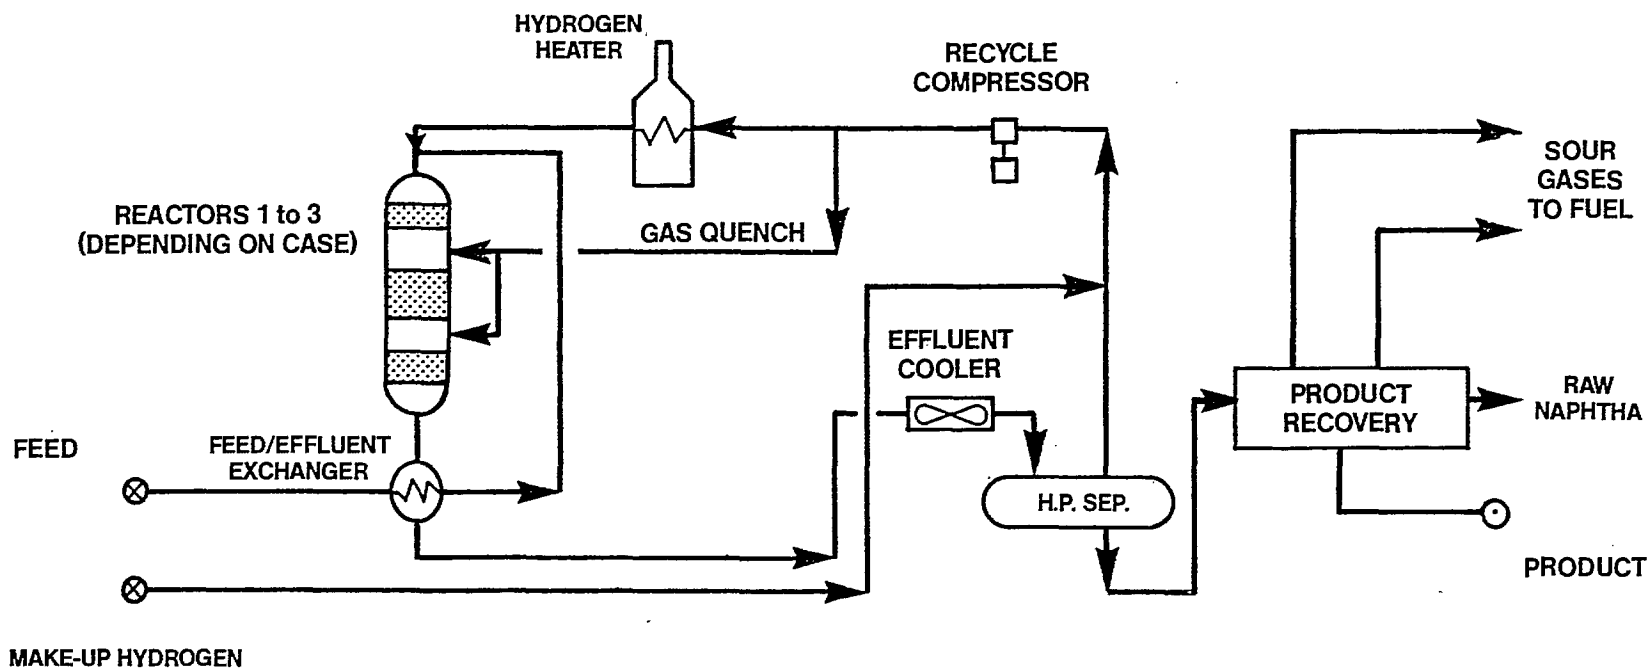 HYDROGEN
HEATER
RECYCLE
COMPRESSOR
SOUR
GASES
TO FUEL
REACTORS 1 to 3
(DEPENDING ON CASE)
GAS QUENCH
EFFLUENT
COOLER
PRODUCT
RECOVERY
RAW
NAPHTHA
FEED
FEED/EFFLUENT
EXCHANGER
H.P. SEP.
PRODUCT
MAKE-UP HYDROGEN